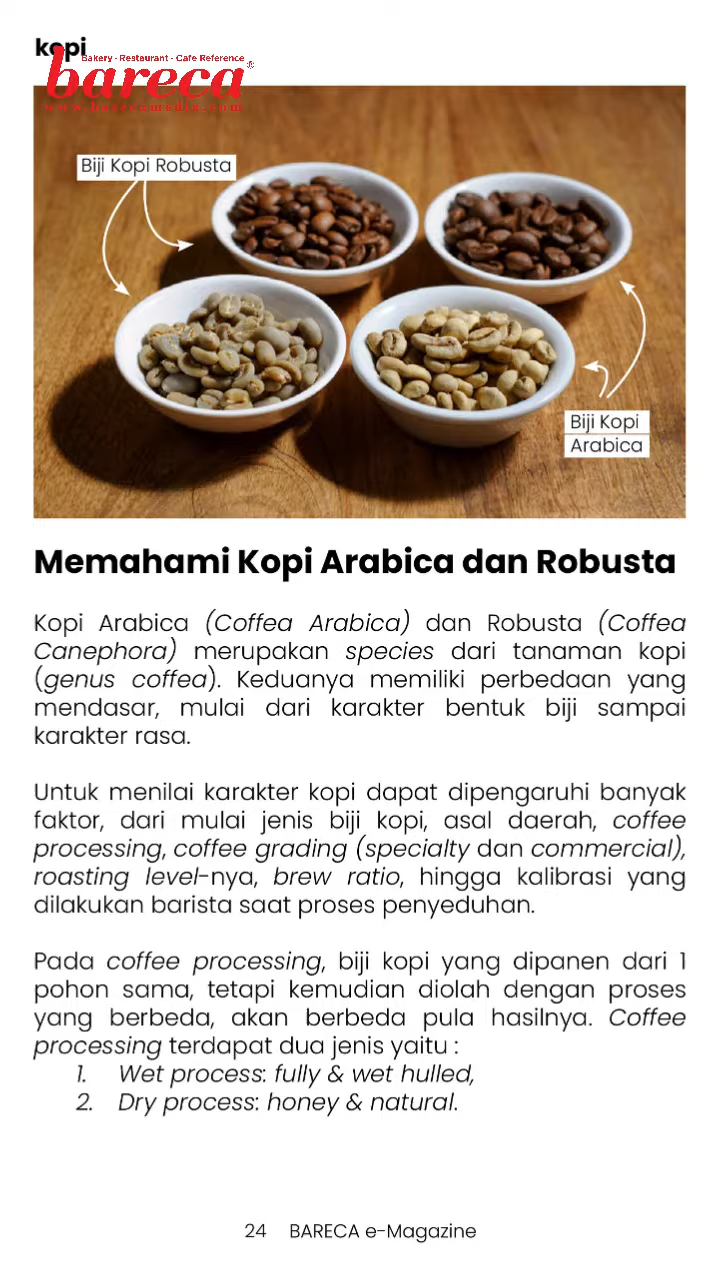 kopi
Bakery - Restaurant - Cafe Reference
bareca®
www.barecamedia.com
Biji Kopi Robusta
Biji Kopi
Arabica
Memahami Kopi Arabica dan Robusta
Kopi Arabica (Coffea Arabica) dan Robusta (Coffea
Canephora) merupakan species dari tanaman kopi
(genus coffea). Keduanya memiliki perbedaan yang
mendasar, mulai dari karakter bentuk biji sampai
karakter rasa.
Untuk menilai karakter kopi dapat dipengaruhi banyak
faktor, dari mulai jenis biji kopi, asal daerah, coffee
processing, coffee grading (specialty dan commercial),
roasting level-nya, brew ratio, hingga kalibrasi yang
dilakukan barista saat proses penyeduhan.
Pada coffee processing, biji kopi yang dipanen dari 1
pohon sama, tetapi kemudian diolah dengan proses
yang berbeda, akan berbeda pula hasilnya. Coffee
processing terdapat dua jenis yaitu :
1. Wet process: fully & wet hulled,
2. Dry process: honey & natural.
24 BARECA e-Magazine